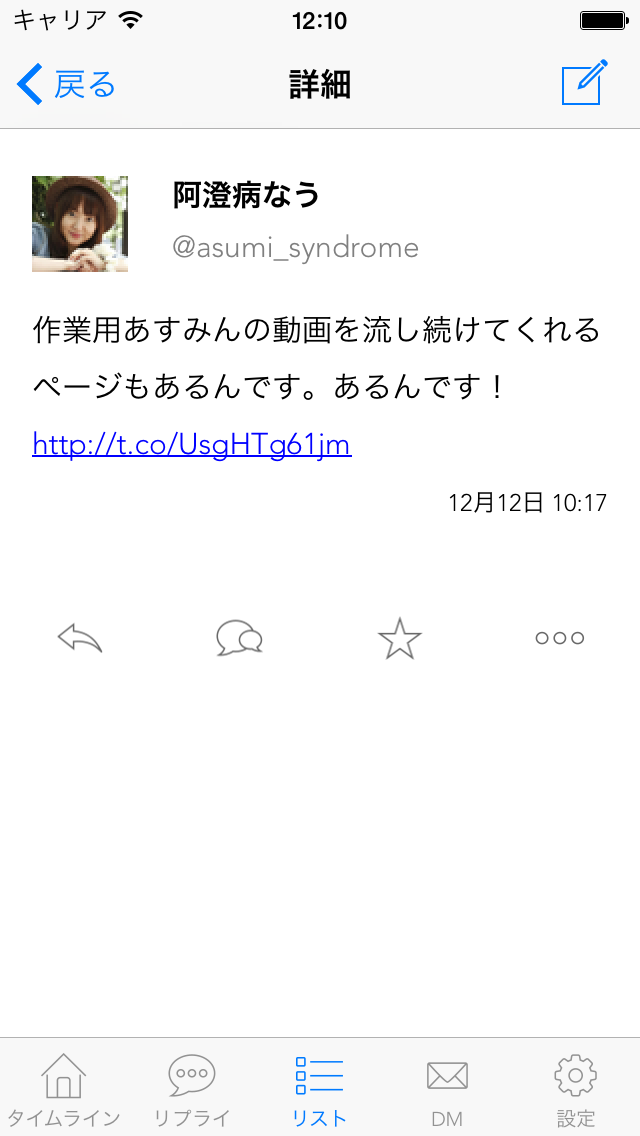 キャリア 12:10
戻る 詳細
阿澄病なう
@asumi_syndrome
作業用あすみんの動画を流し続けてくれる
ページもあるんです。あるんです！
http://t.co/UsgHTg61jm
12月12日 10:17
タイムライン リプライ リスト DM 設定